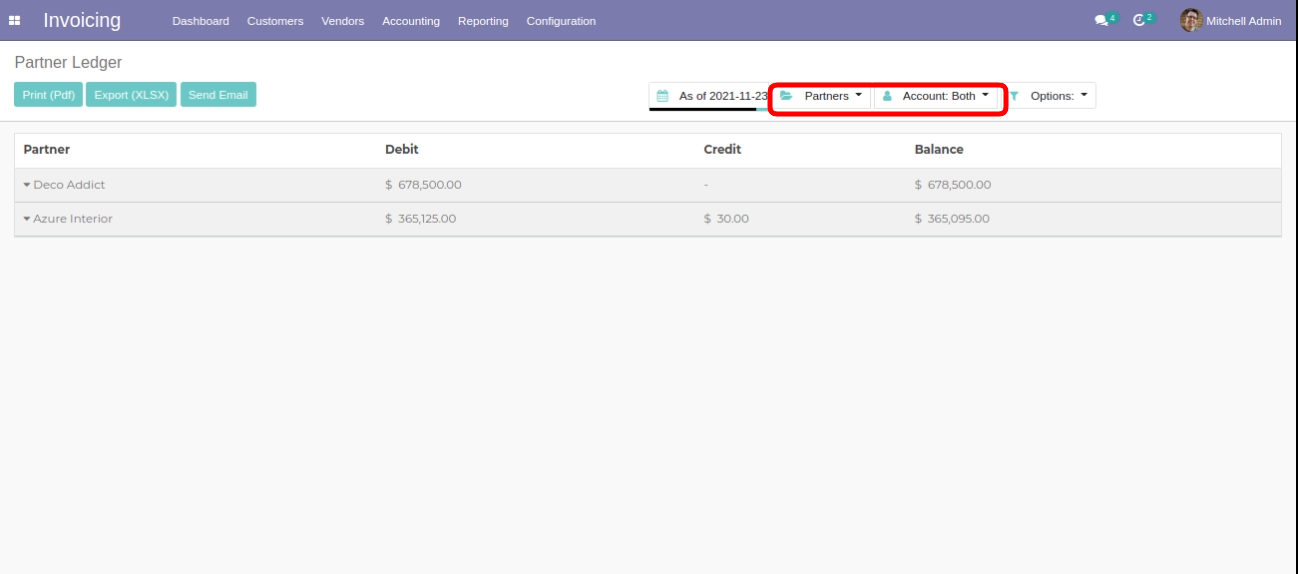 Invoicing Dashboard Customers Vendors Accounting Reporting Configuration 4 2 Mitchell Admin
Partner Ledger
Print (Pdf) Export (XLSX) Send Email As of 2021-11-23 Partners Account: Both Options:
Partner Debit Credit Balance
Deco Addict $ 678,500.00 - $ 678,500.00
Azure Interior $ 365,125.00 $ 30.00 $ 365,095.00